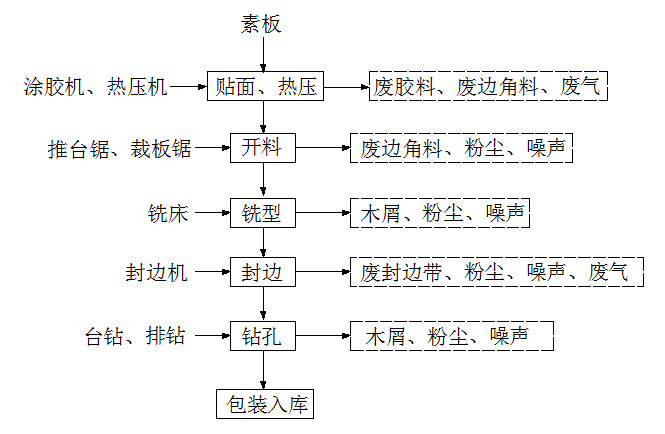 素板
涂胶机、热压机 贴面、热压 废胶料、废边角料、废气
推台锯、裁板锯 开料 废边角料、粉尘、噪声
铣床 铣型 木屑、粉尘、噪声
封边机 封边 废封边带、粉尘、噪声、废气
台钻、排钻 钻孔 木屑、粉尘、噪声
包装入库